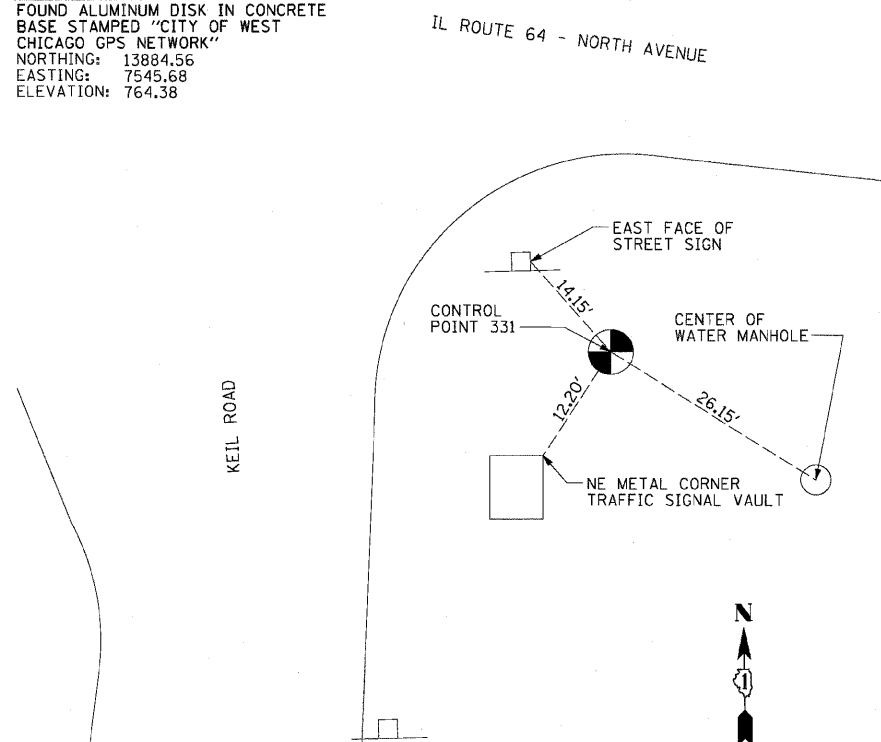 FOUND ALUMINUM DISK IN CONCRETE
BASE STAMPED "CITY OF WEST
CHICAGO GPS NETWORK"
NORTHING: 13884.56
EASTING: 7545.68
ELEVATION: 764.38
IL ROUTE 64 - NORTH AVENUE
EAST FACE OF
STREET SIGN
14.15'
CONTROL
POINT 331
CENTER OF
WATER MANHOLE
KEIL ROAD
12.20'
26.15'
NE METAL CORNER
TRAFFIC SIGNAL VAULT
N
1